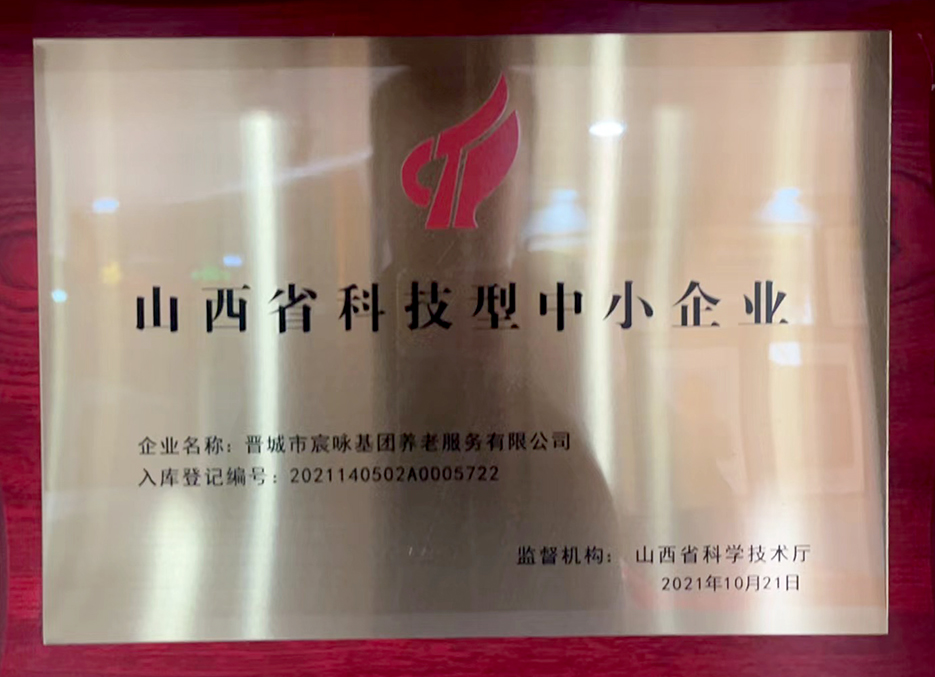 山西省科技型中小企业
企业名称：晋城市宸咏基团养老服务有限公司
入库登记编号：2021140502A0005722
监督机构： 山西省科学技术厅
2021年10月21日